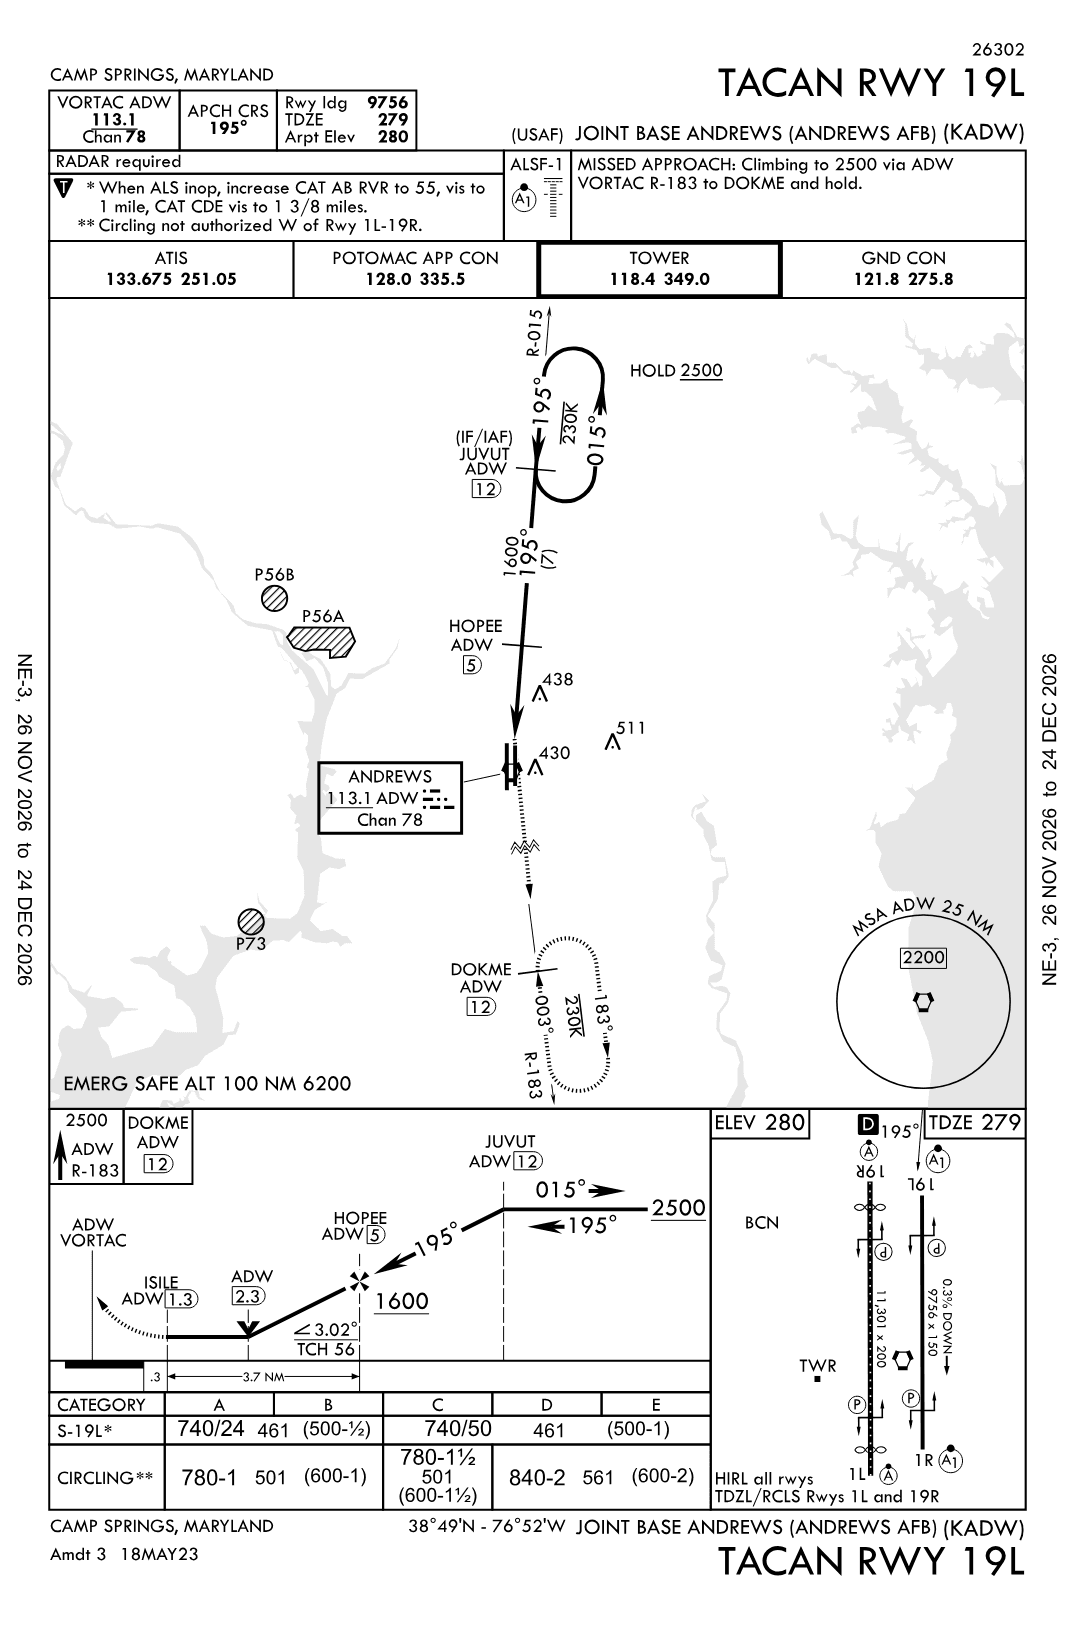 26302
CAMP SPRINGS, MARYLAND
TACAN RWY 19L
VORTAC ADW
113.1
Chan 78
APCH CRS
195°
Rwy ldg 9756
TDZE 279
Arpt Elev 280
(USAF) JOINT BASE ANDREWS (ANDREWS AFB) (KADW)
RADAR required
T
* When ALS inop, increase CAT AB RVR to 55, vis to
1 mile, CAT CDE vis to 1 3/8 miles.
** Circling not authorized W of Rwy 1L-19R.
ALSF-1
A1
MISSED APPROACH: Climbing to 2500 via ADW
VORTAC R-183 to DOKME and hold.
ATIS
133.675 251.05
POTOMAC APP CON
128.0 335.5
TOWER
118.4 349.0
GND CON
121.8 275.8
R-015
HOLD 2500
195°
230K
015°
(IF/IAF)
JUVUT
ADW
12
1600
195°
(7)
P56B
P56A
HOPEE
ADW
5
438
511
430
ANDREWS
113.1 ADW
Chan 78
P73
DOKME
ADW
12
003°
230K
183°
R-183
MSA ADW 25 NM
2200
EMERG SAFE ALT 100 NM 6200
NE-3, 26 NOV 2026 to 24 DEC 2026
NE-3, 26 NOV 2026 to 24 DEC 2026
2500
ADW
R-183
DOKME
ADW
12
JUVUT
ADW 12
015°
195°
2500
HOPEE
ADW 5
195°
1600
ADW
VORTAC
ISILE
ADW 1.3
ADW
2.3
3.02°
TCH 56
.3
3.7 NM
ELEV 280
D
195°
TDZE 279
A
19R
A1
19L
BCN
P
P
11,301 x 200
0.3% DOWN
9756 x 150
TWR
P
P
1L
A
1R
A1
HIRL all rwys
TDZL/RCLS Rwys 1L and 19R
CATEGORY A B C D E
S-19L* 740/24 461 (500-½) 740/50 461 (500-1)
CIRCLING** 780-1 501 (600-1) 780-1½ 501 (600-1½) 840-2 561 (600-2)
CAMP SPRINGS, MARYLAND
38°49'N - 76°52'W JOINT BASE ANDREWS (ANDREWS AFB) (KADW)
Amdt 3 18MAY23
TACAN RWY 19L